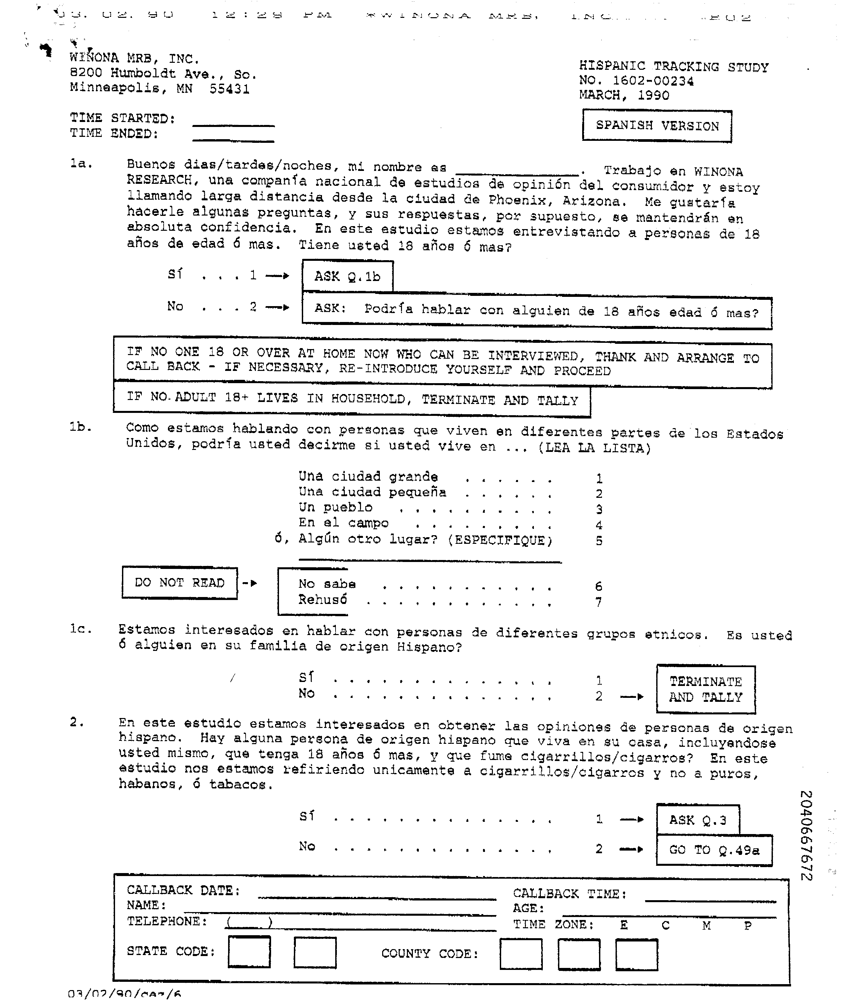 03. 02. 90 12:29 PM *WINONA MRB, INC. P02
WINONA MRB, INC.
8200 Humboldt Ave., So.
Minneapolis, MN 55431
HISPANIC TRACKING STUDY
NO. 1602-00234
MARCH, 1990
TIME STARTED: ________
TIME ENDED: ________
SPANISH VERSION
1a. Buenos dias/tardes/noches, mi nombre es ____________. Trabajo en WINONA
RESEARCH, una companía nacional de estudios de opinión del consumidor y estoy
llamando larga distancia desde la ciudad de Phoenix, Arizona. Me gustaría
hacerle algunas preguntas, y sus respuestas, por supuesto, se mantendrán en
absoluta confidencia. En este estudio estamos entrevistando a personas de 18
años de edad ó mas. Tiene usted 18 años ó mas?
Sí . . . 1 → ASK Q.1b
No . . . 2 → ASK: Podría hablar con alguien de 18 años edad ó mas?
IF NO ONE 18 OR OVER AT HOME NOW WHO CAN BE INTERVIEWED, THANK AND ARRANGE TO
CALL BACK - IF NECESSARY, RE-INTRODUCE YOURSELF AND PROCEED
IF NO ADULT 18+ LIVES IN HOUSEHOLD, TERMINATE AND TALLY
1b. Como estamos hablando con personas que viven en diferentes partes de los Estados
Unidos, podría usted decirme si usted vive en ... (LEA LA LISTA)
Una ciudad grande . . . . . . 1
Una ciudad pequeña . . . . . . 2
Un pueblo . . . . . . . . . . 3
En el campo . . . . . . . . . 4
ó, Algún otro lugar? (ESPECIFIQUE) 5
DO NOT READ → No sabe . . . . . . . . . . . 6
Rehusó . . . . . . . . . . . . 7
1c. Estamos interesados en hablar con personas de diferentes grupos etnicos. Es usted
ó alguien en su familia de origen Hispano?
Sí . . . . . . . . . . . . . . 1
No . . . . . . . . . . . . . . 2 → TERMINATE
AND TALLY
2. En este estudio estamos interesados en obtener las opiniones de personas de origen
hispano. Hay alguna persona de origen hispano que viva en su casa, incluyendose
usted mismo, que tenga 18 años ó mas, y que fume cigarrillos/cigarros? En este
estudio nos estamos refiriendo unicamente a cigarrillos/cigarros y no a puros,
habanos, ó tabacos.
Sí . . . . . . . . . . . . . . 1 → ASK Q.3
No . . . . . . . . . . . . . . 2 → GO TO Q.49a
2040667672
CALLBACK DATE: ____________ CALLBACK TIME: ____________
NAME: ____________ AGE: ____________
TELEPHONE: (___) ____________ TIME ZONE: E C M P
STATE CODE: COUNTY CODE:
03/02/90/caz/6